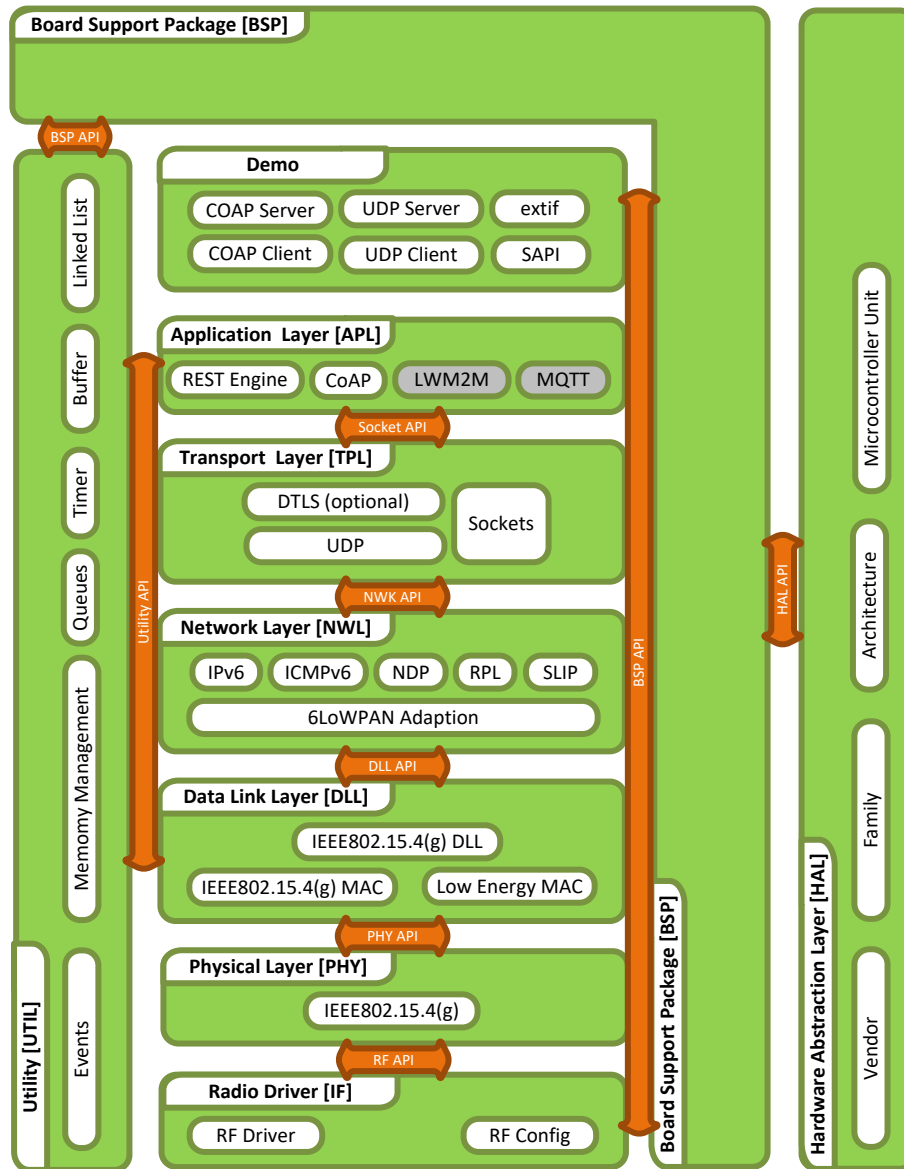 Board Support Package [BSP]
BSP API
Linked List
Buffer
Timer
Queues
Memomy Management
Events
Utility [UTIL]
Utility API
Demo
COAP Server
UDP Server
extif
COAP Client
UDP Client
SAPI
Application  Layer [APL]
REST Engine
CoAP
LWM2M
MQTT
Socket API
Transport  Layer [TPL]
DTLS (optional)
Sockets
UDP
NWK API
Network Layer [NWL]
IPv6
ICMPv6
NDP
RPL
SLIP
6LoWPAN Adaption
DLL API
Data Link Layer [DLL]
IEEE802.15.4(g) DLL
IEEE802.15.4(g) MAC
Low Energy MAC
PHY API
Physical Layer [PHY]
IEEE802.15.4(g)
RF API
Radio Driver [IF]
RF Driver
RF Config
BSP API
Board Support Package [BSP]
HAL API
Hardware Abstraction Layer [HAL]
Microcontroller Unit
Architecture
Family
Vendor